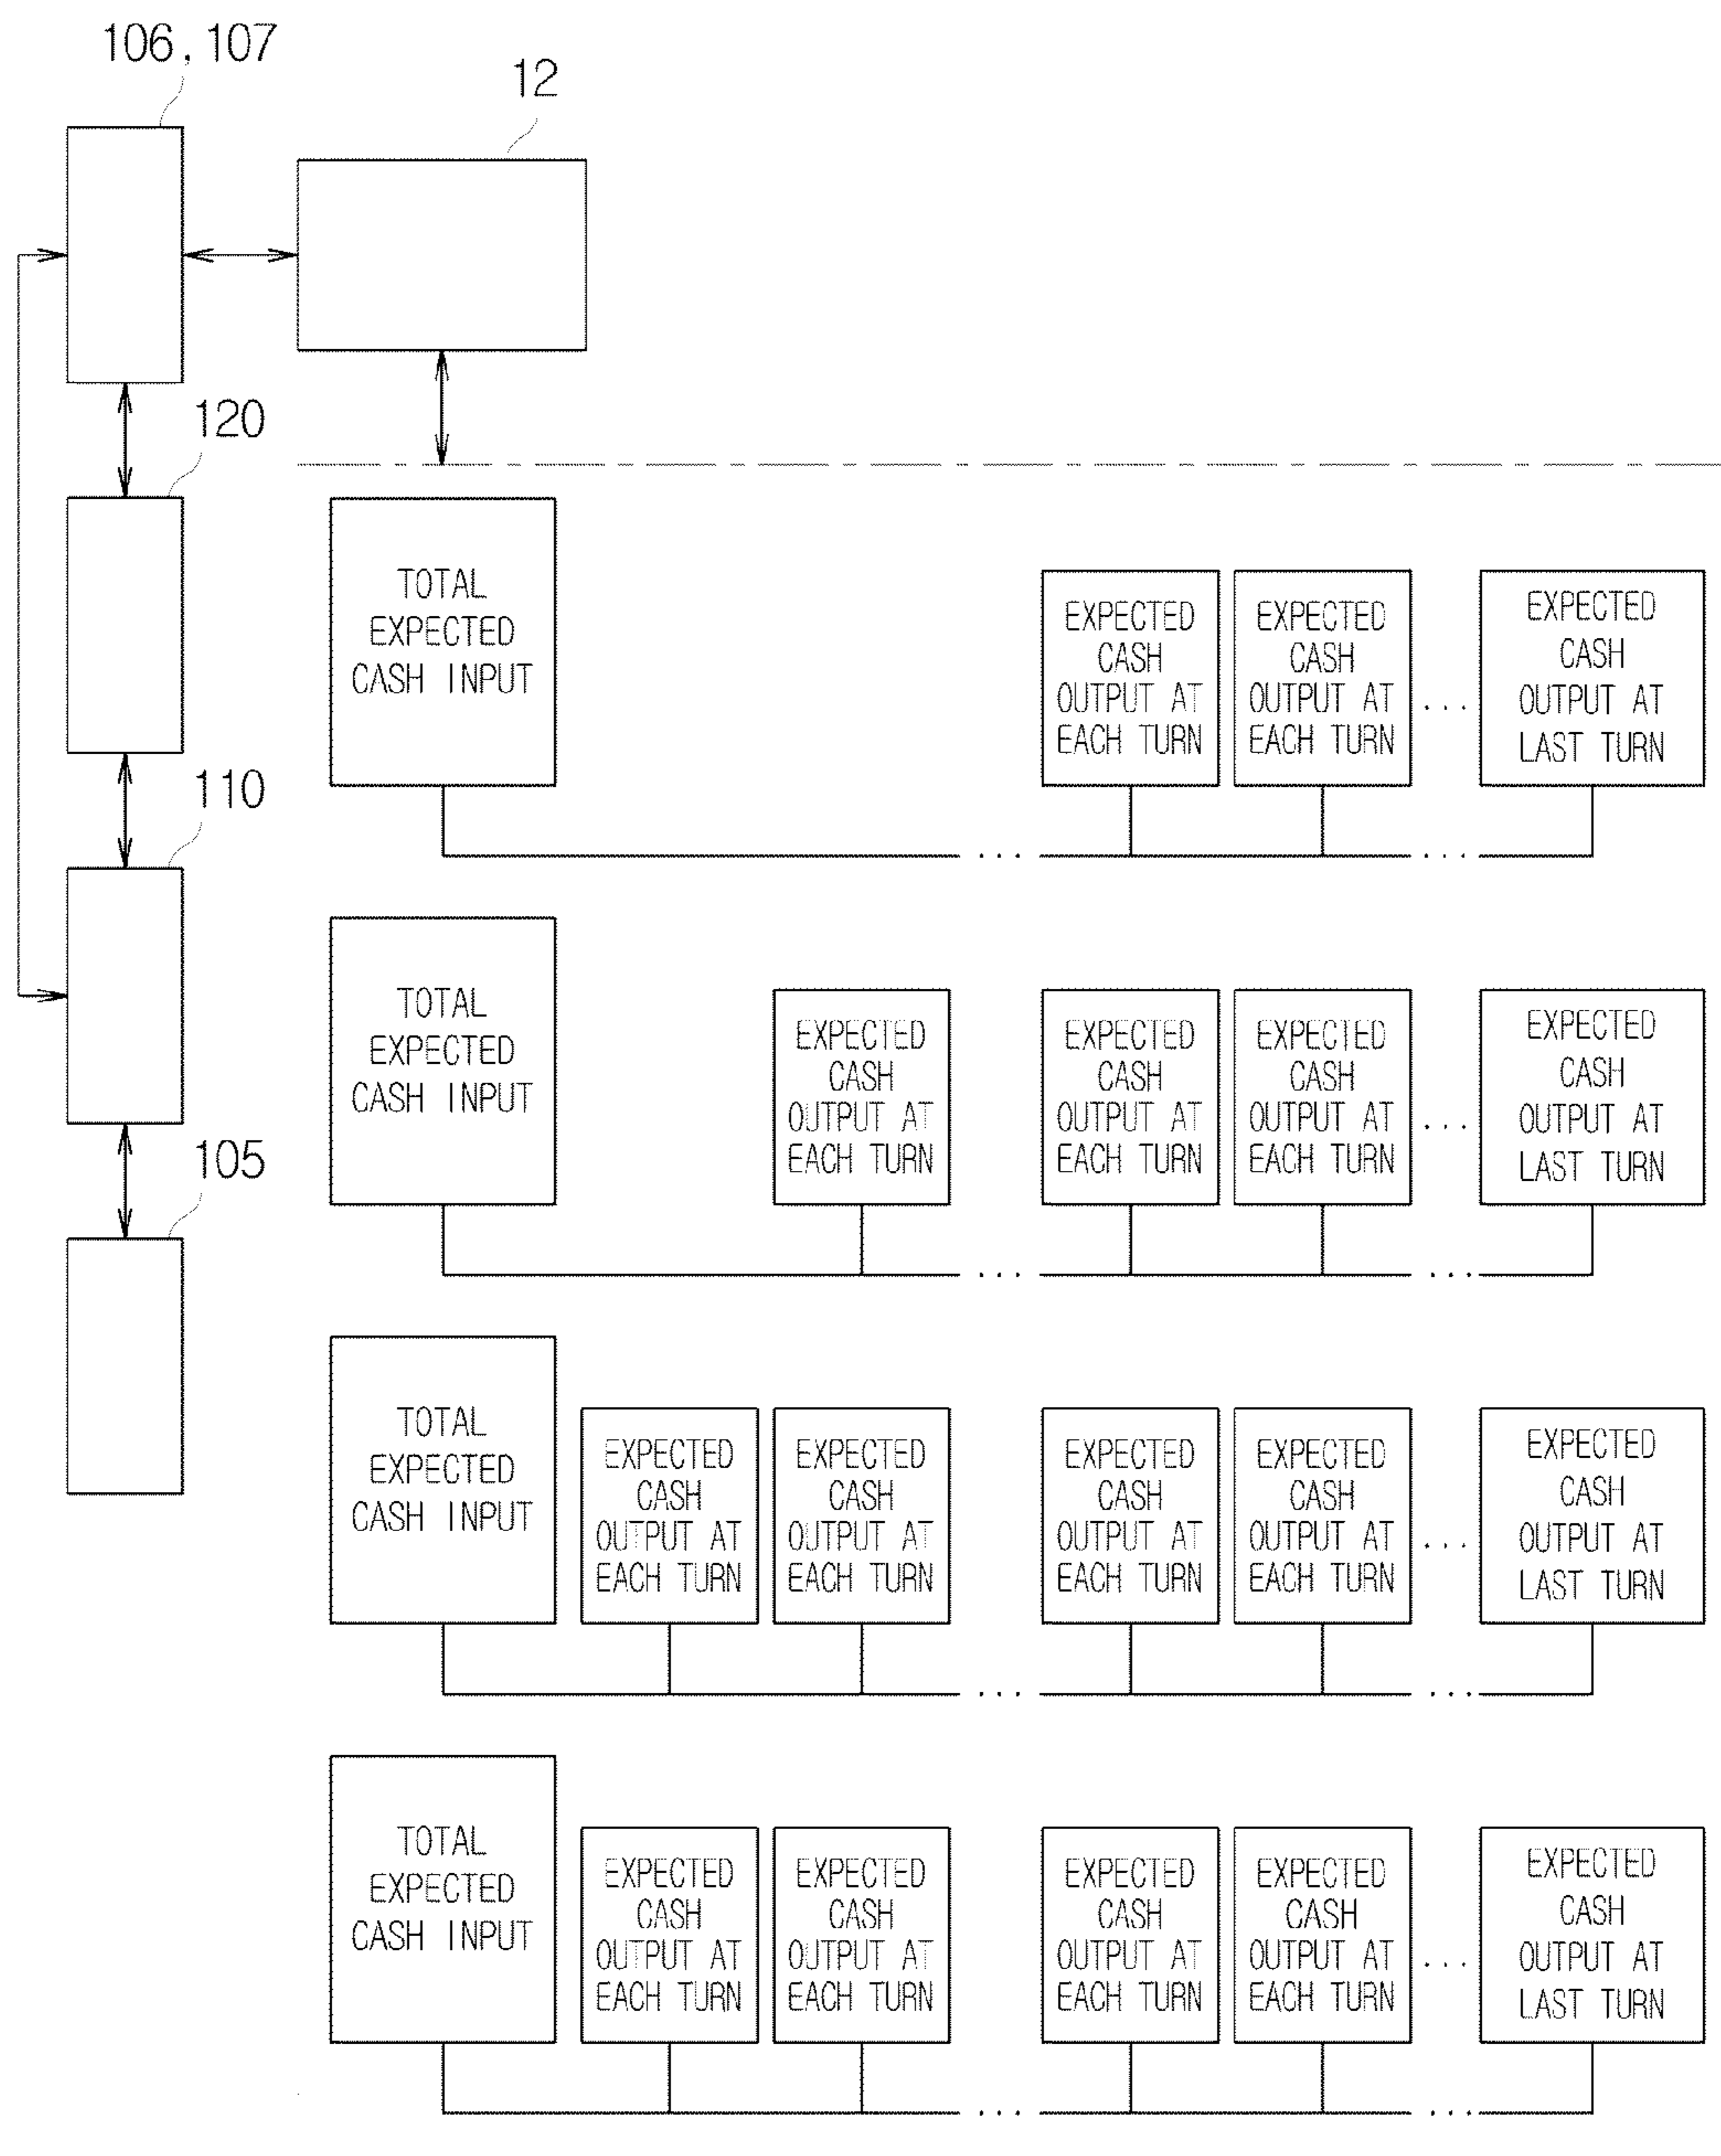 106, 107
12
120
110
105
TOTAL
EXPECTED
CASH INPUT
EXPECTED
CASH
OUTPUT AT
EACH TURN
EXPECTED
CASH
OUTPUT AT
EACH TURN
...
EXPECTED
CASH
OUTPUT AT
LAST TURN
... ...
TOTAL
EXPECTED
CASH INPUT
EXPECTED
CASH
OUTPUT AT
EACH TURN
EXPECTED
CASH
OUTPUT AT
EACH TURN
EXPECTED
CASH
OUTPUT AT
EACH TURN
...
EXPECTED
CASH
OUTPUT AT
LAST TURN
... ...
TOTAL
EXPECTED
CASH INPUT
EXPECTED
CASH
OUTPUT AT
EACH TURN
EXPECTED
CASH
OUTPUT AT
EACH TURN
EXPECTED
CASH
OUTPUT AT
EACH TURN
EXPECTED
CASH
OUTPUT AT
EACH TURN
...
EXPECTED
CASH
OUTPUT AT
LAST TURN
... ...
TOTAL
EXPECTED
CASH INPUT
EXPECTED
CASH
OUTPUT AT
EACH TURN
EXPECTED
CASH
OUTPUT AT
EACH TURN
EXPECTED
CASH
OUTPUT AT
EACH TURN
EXPECTED
CASH
OUTPUT AT
EACH TURN
...
EXPECTED
CASH
OUTPUT AT
LAST TURN
... ...